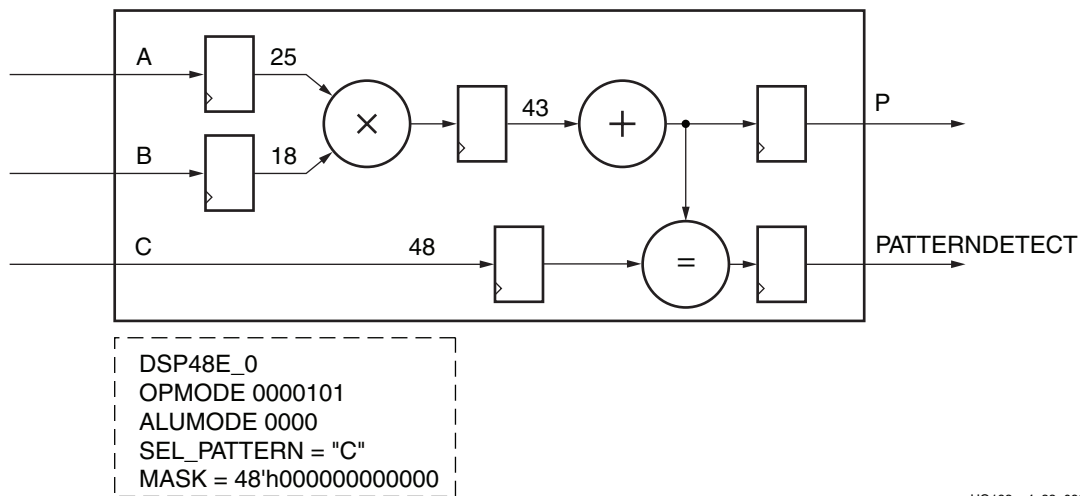 A
25
B
18
×
43
+
P
C
48
=
PATTERNDETECT
DSP48E_0
OPMODE 0000101
ALUMODE 0000
SEL_PATTERN = "C"
MASK = 48'h000000000000